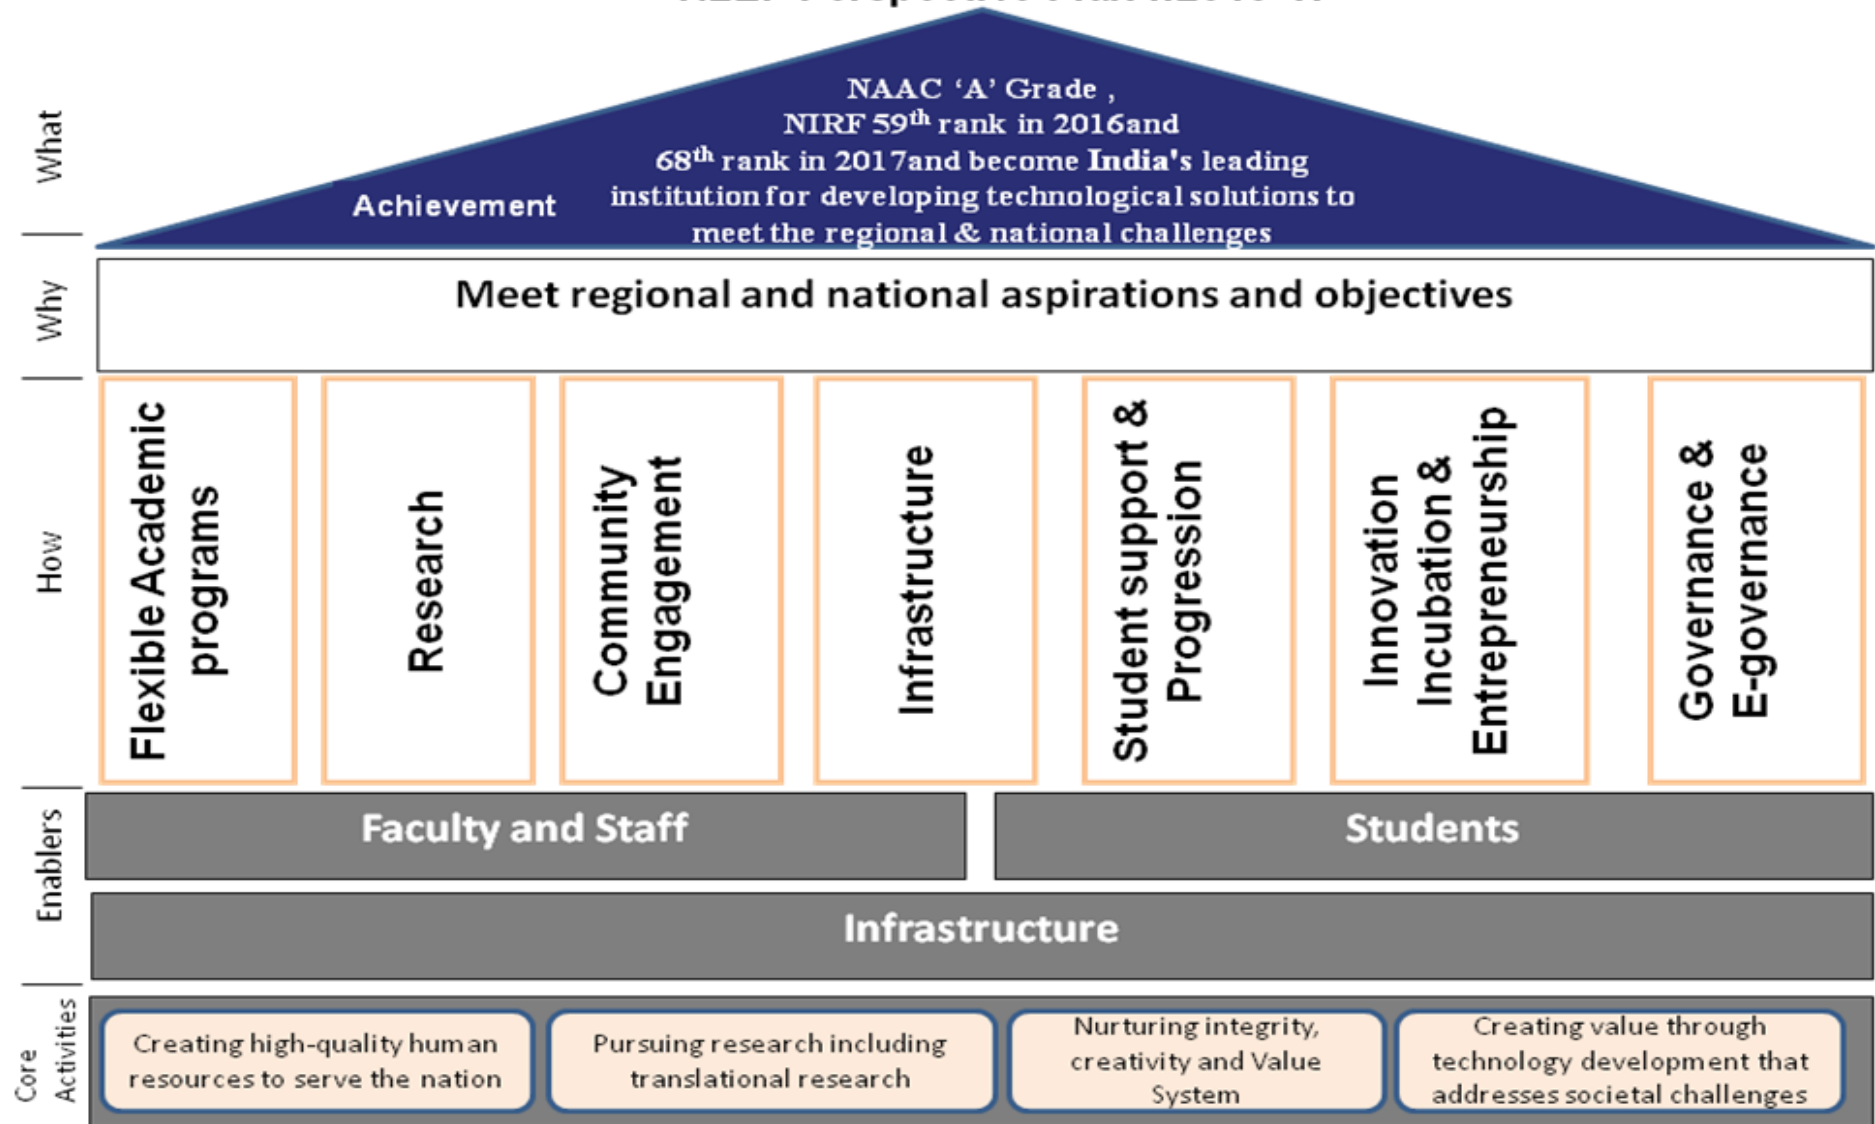 What
NAAC ‘A’ Grade ,
NIRF 59th rank in 2016and
68th rank in 2017and become India's leading
institution for developing technological solutions to
meet the regional & national challenges
Achievement
Why
Meet regional and national aspirations and objectives
How
Flexible Academic
programs
Research
Community
Engagement
Infrastructure
Student support &
Progression
Innovation
Incubation &
Entrepreneurship
Governance &
E-governance
Enablers
Faculty and Staff
Students
Infrastructure
Core
Activities
Creating high-quality human
resources to serve the nation
Pursuing research including
translational research
Nurturing integrity,
creativity and Value
System
Creating value through
technology development that
addresses societal challenges